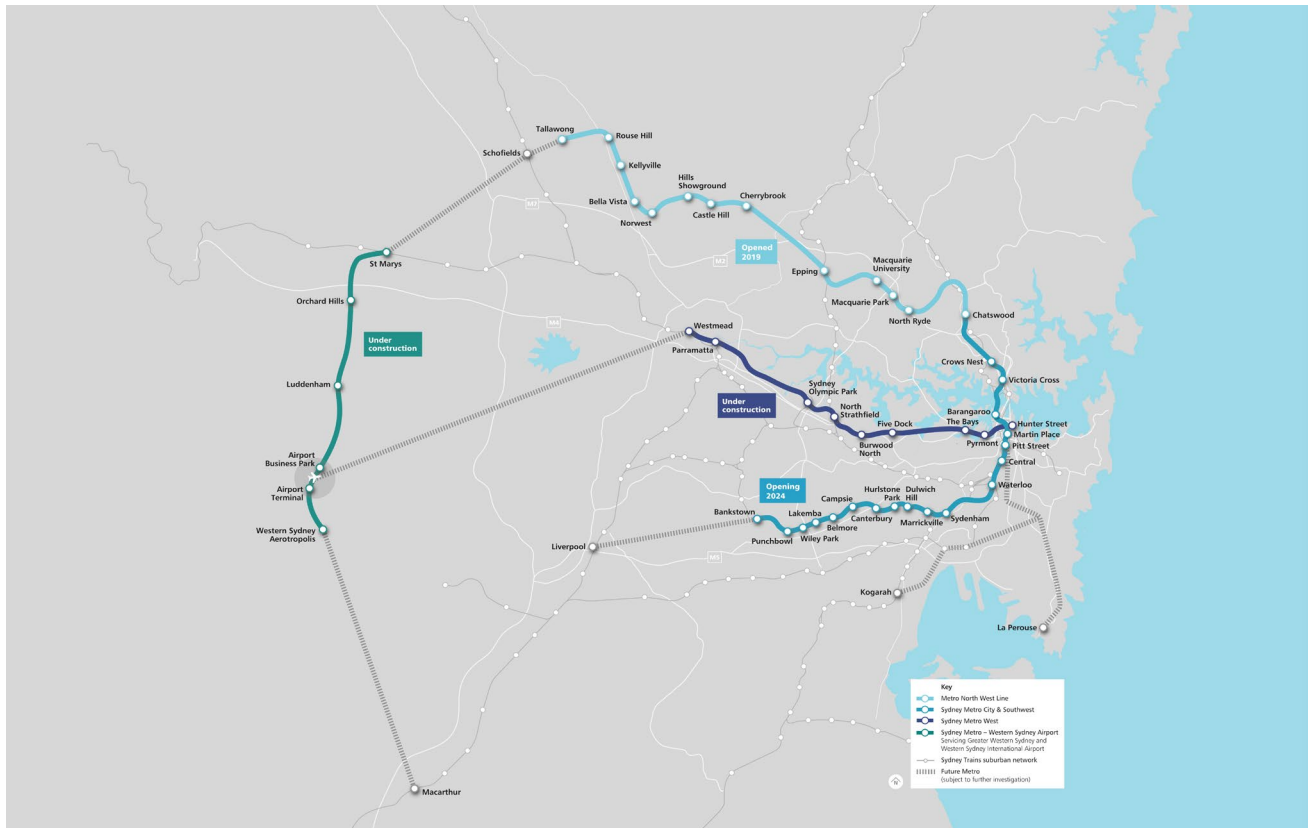 Tallawong
Rouse Hill
Schofields
Kellyville
Hills
Showground
Cherrybrook
Bella Vista
Castle Hill
Norwest
M7
Opened
2019
M2
St Marys
Epping
Macquarie
University
Orchard Hills
Macquarie Park
North Ryde
Chatswood
M4
Westmead
Parramatta
Under
construction
Crows Nest
Luddenham
Victoria Cross
Sydney
Olympic Park
Under
construction
North
Strathfield
Barangaroo
Five Dock
The Bays
Hunter Street
Martin Place
Burwood
North
Pyrmont
Pitt Street
Airport
Business Park
Central
Airport
Terminal
Opening
2024
Waterloo
Campsie
Hurlstone
Park
Dulwich
Hill
Bankstown
Lakemba
Belmore
Canterbury
Marrickville
Sydenham
Western Sydney
Aerotropolis
Punchbowl
Wiley Park
Liverpool
M5
Kogarah
La Perouse
Macarthur
Key
Metro North West Line
Sydney Metro City & Southwest
Sydney Metro West
Sydney Metro – Western Sydney Airport
Servicing Greater Western Sydney and
Western Sydney International Airport
Sydney Trains suburban network
Future Metro
(subject to further investigation)
N